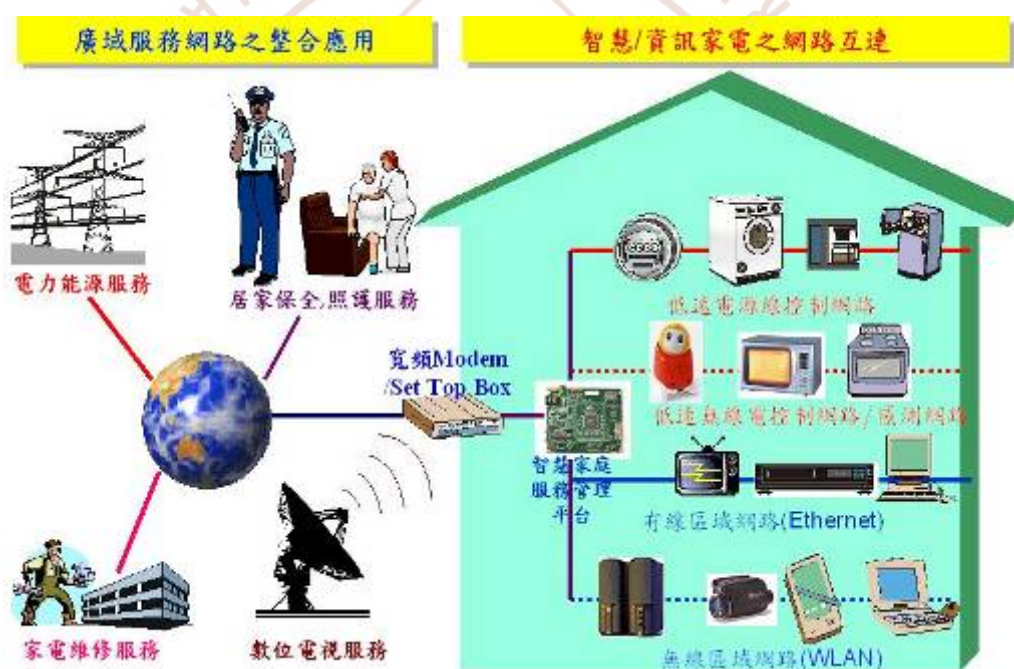 廣域服務網路之整合應用
智慧/資訊家電之網路互連
電力能源服務
居家保全,照護服務
寬頻Modem
/Set Top Box
低速電源線控制網路
低速無線電控制網路/感測網路
智慧家庭
服務管理
平台
有線區域網路(Ethernet)
家電維修服務
數位電視服務
無線區域網路(WLAN)